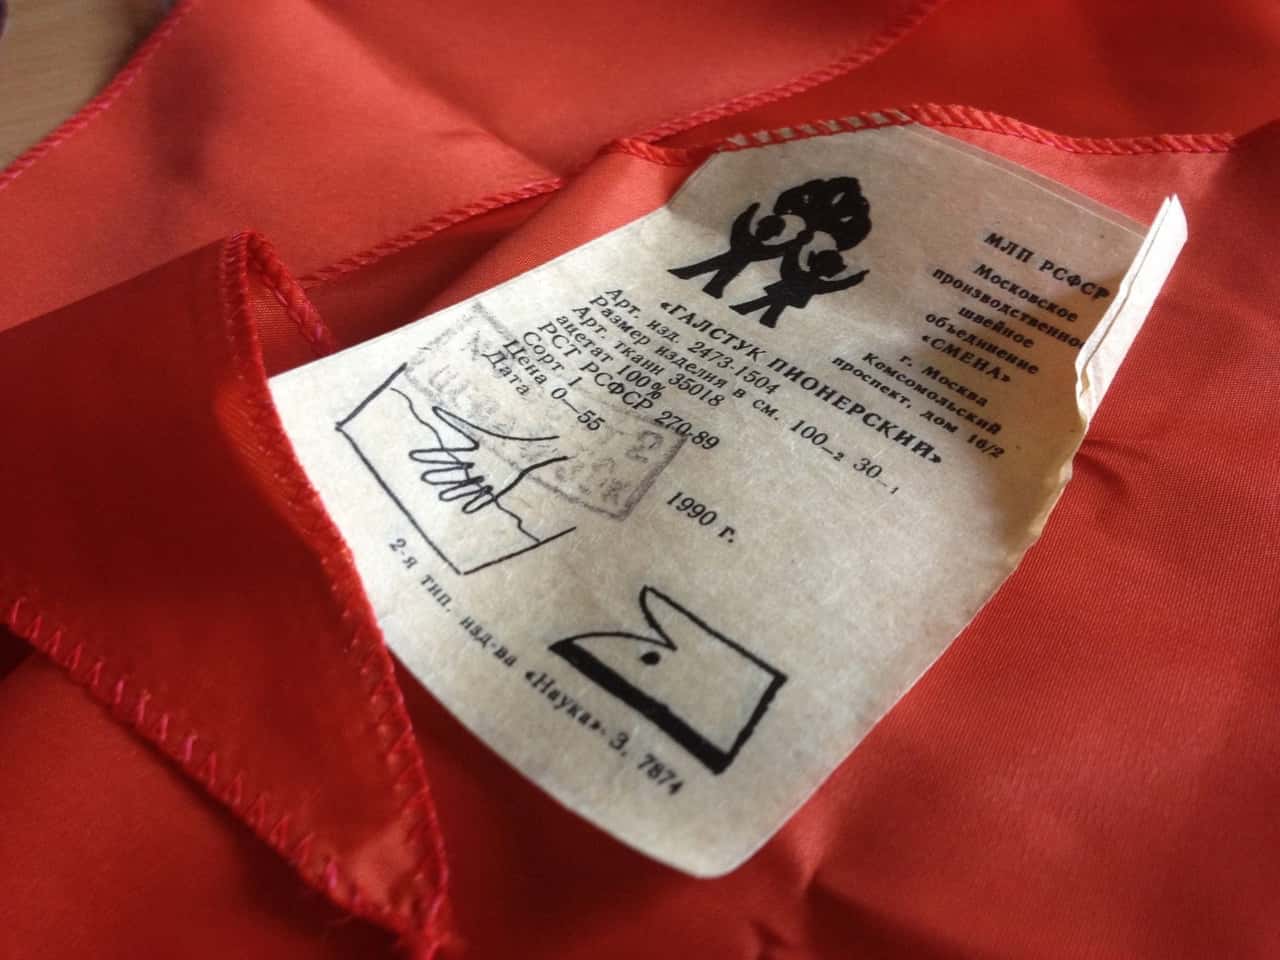 МЛП РСФСР
Московское
производственное
швейное
объединение
«СМЕНА»
г. Москва
Комсомольский
проспект, дом 16/2
«ГАЛСТУК ПИОНЕРСКИЙ»
Арт. изд. 2473-1504
Размер изделия в см. 100—2 30—1
Арт. ткани 35018
ацетат 100%
РСТ РСФСР 270-89
Сорт. 1
Цена 0—55
Дата
1990 г.
2-я тип. изд-ва «Наука». З. 7874